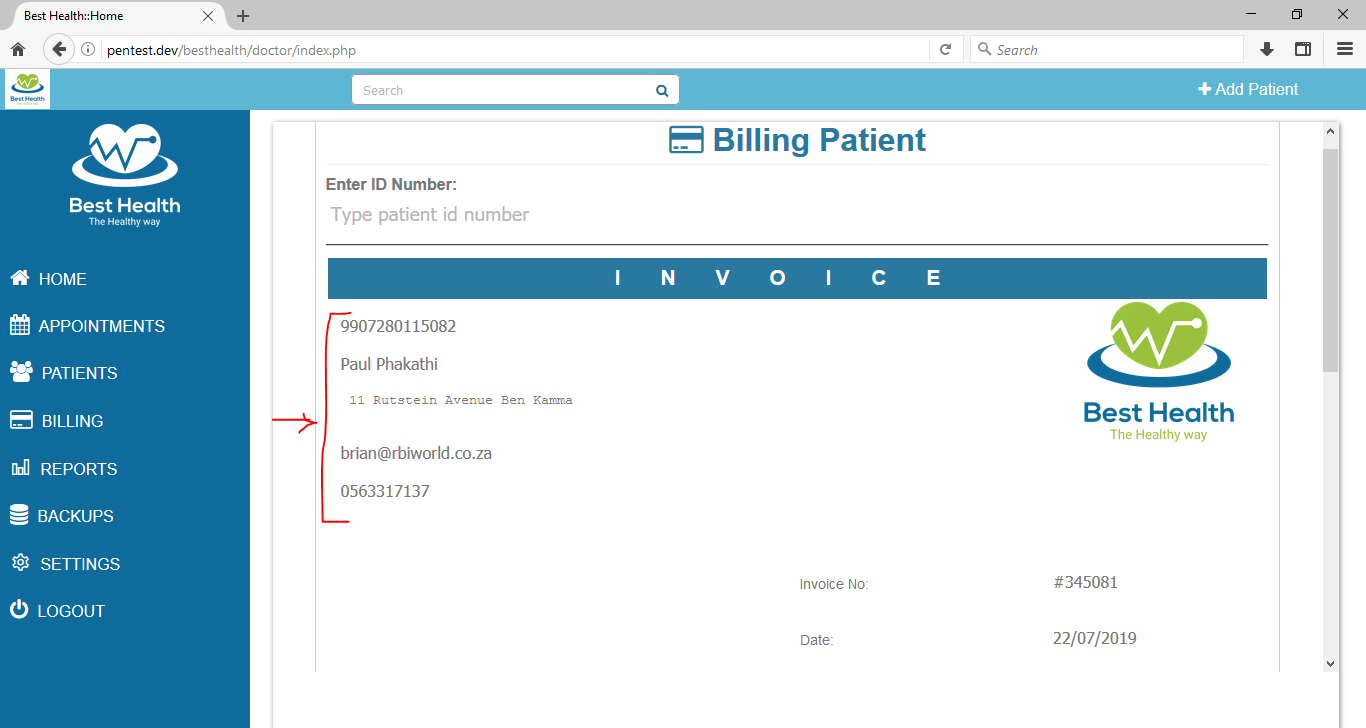 Best Health::Home
pentest.dev/besthealth/doctor/index.php
Search
Best Health
Search
Add Patient
Best Health
The Healthy way
HOME
APPOINTMENTS
PATIENTS
BILLING
REPORTS
BACKUPS
SETTINGS
LOGOUT
Billing Patient
Enter ID Number:
Type patient id number
I N V O I C E
9907280115082
Paul Phakathi
11 Rutstein Avenue Ben Kamma
brian@rbiworld.co.za
0563317137
Best Health
The Healthy way
Invoice No: #345081
Date: 22/07/2019